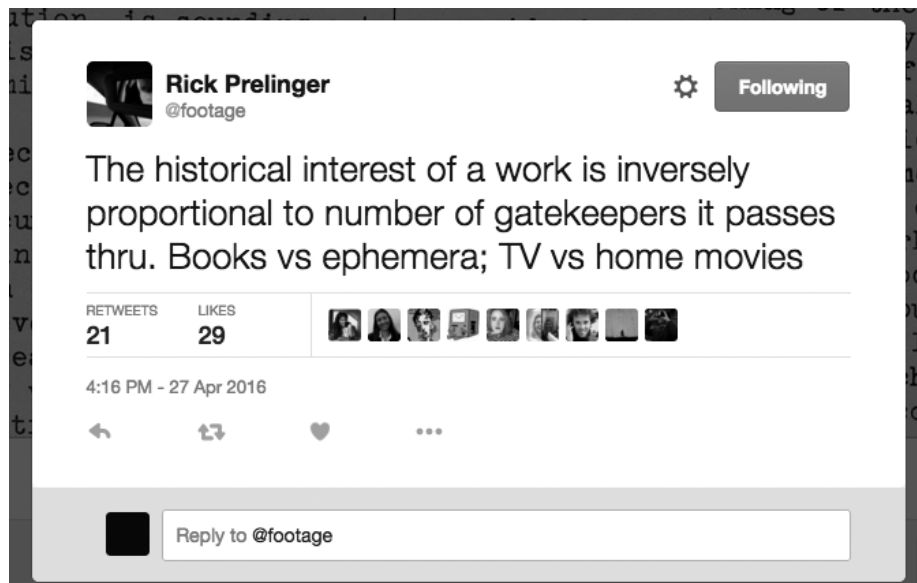 Rick Prelinger
@footage
Following
The historical interest of a work is inversely
proportional to number of gatekeepers it passes
thru. Books vs ephemera; TV vs home movies
RETWEETS LIKES
21 29
4:16 PM - 27 Apr 2016
Reply to @footage